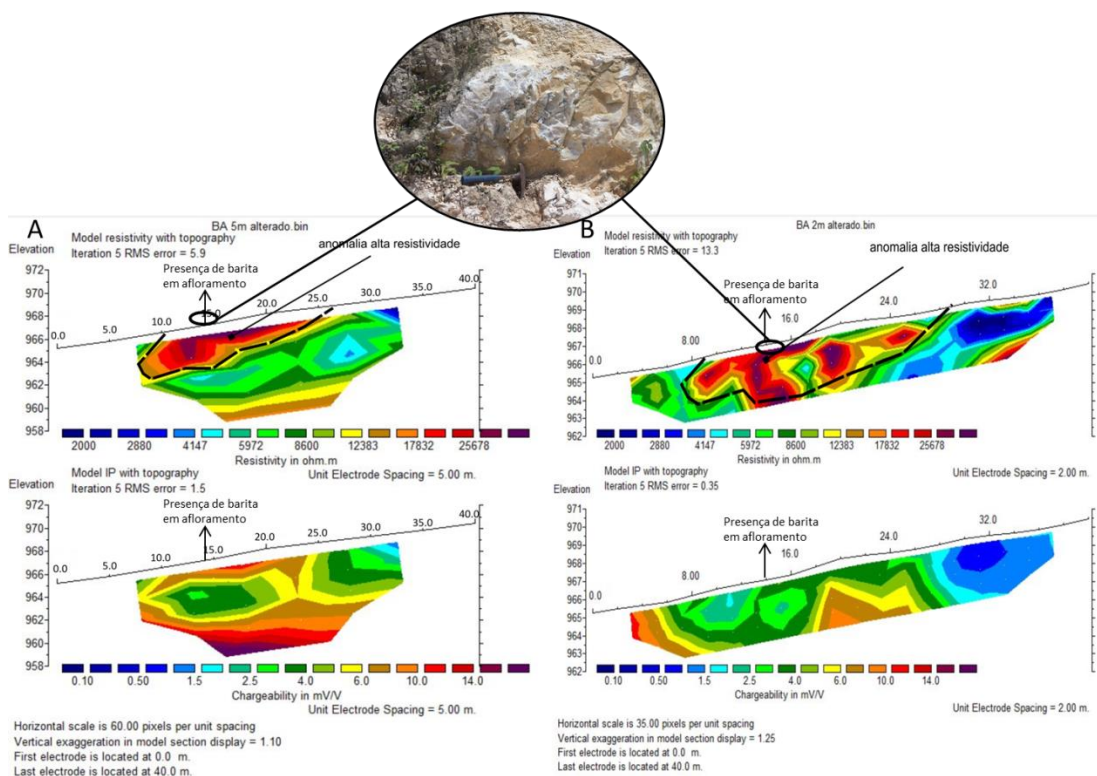 A
BA 5m alterado.bin
Elevation
Model resistivity with topography
Iteration 5 RMS error = 5.9
anomalia alta resistividade
Presença de barita
em afloramento
972
970
968
966
964
962
960
958
0.0 5.0 10.0 15.0 20.0 25.0 30.0 35.0 40.0
2000 2880 4147 5972 8600 12383 17832 25678
Resistivity in ohm.m
Unit Electrode Spacing = 5.00 m.
Model IP with topography
Elevation
Iteration 5 RMS error = 1.5
Presença de barita
em afloramento
972
970
968
966
964
962
960
958
0.0 5.0 10.0 15.0 20.0 25.0 30.0 35.0 40.0
0.10 0.50 1.5 2.5 4.0 6.0 10.0 14.0
Chargeability in mV/V
Unit Electrode Spacing = 5.00 m.
Horizontal scale is 60.00 pixels per unit spacing
Vertical exaggeration in model section display = 1.10
First electrode is located at 0.0 m.
Last electrode is located at 40.0 m.
B
BA 2m alterado.bin
Elevation
Model resistivity with topography
Iteration 5 RMS error = 13.3
anomalia alta resistividade
Presença de barita
em afloramento
971
970
969
968
967
966
965
964
963
962
0.0 8.00 16.0 24.0 32.0
2000 2880 4147 5972 8600 12383 17832 25678
Resistivity in ohm.m
Unit Electrode Spacing = 2.00 m.
Model IP with topography
Elevation
Iteration 5 RMS error = 0.35
Presença de barita
em afloramento
971
970
969
968
967
966
965
964
963
962
0.0 8.00 16.0 24.0 32.0
0.10 0.50 1.5 2.5 4.0 6.0 10.0 14.0
Chargeability in mV/V
Unit Electrode Spacing = 2.00 m.
Horizontal scale is 35.00 pixels per unit spacing
Vertical exaggeration in model section display = 1.25
First electrode is located at 0.0 m.
Last electrode is located at 40.0 m.